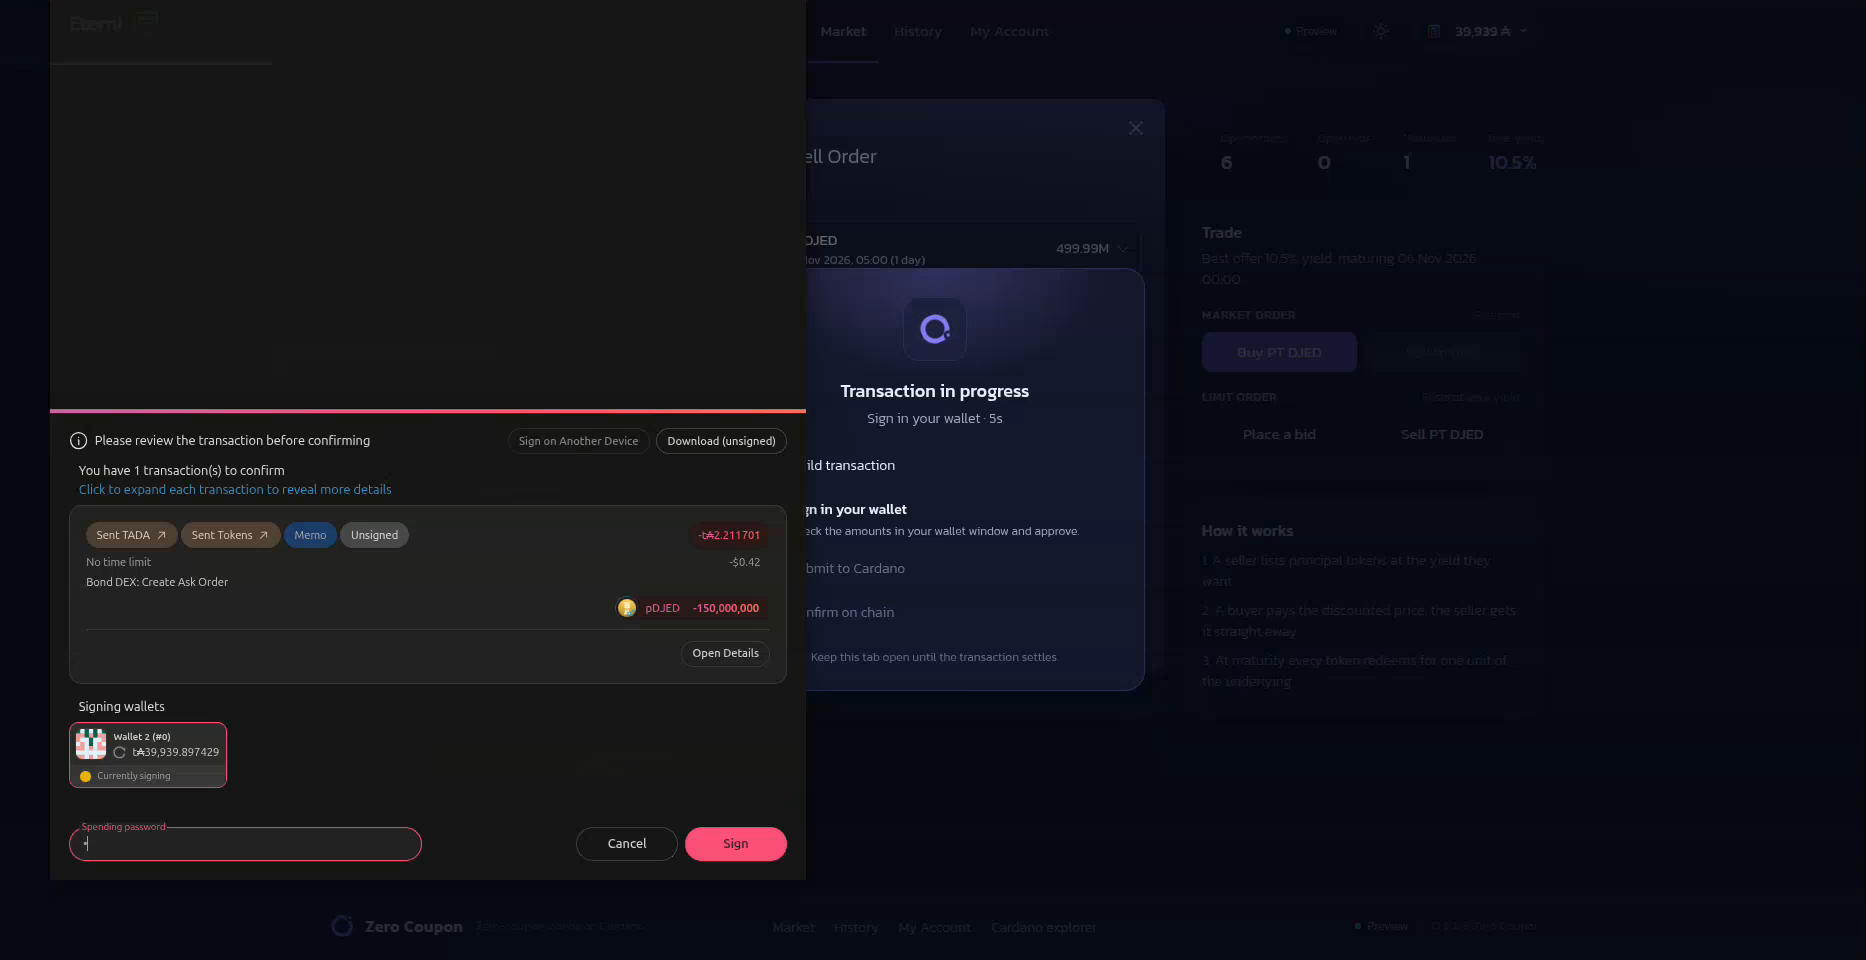 Eternl
Market
History
My Account
Preview
39,939 ₳
ell Order
6
0
1
10.5%
DJED
499.99M
ov 2026, 05:00 (1 day)
Trade
Best offer 10.5% yield, maturing 06 Nov 2026
00:00
MARKET ORDER
Buy PT DJED
LIMIT ORDER
Place a bid
Sell PT DJED
Transaction in progress
Sign in your wallet · 5s
ild transaction
gn in your wallet
eck the amounts in your wallet window and approve.
bmit to Cardano
nfirm on chain
Keep this tab open until the transaction settles
How it works
1. A seller lists principal tokens at the yield they
want
2. A buyer pays the discounted price, the seller gets
it straight away
3. At maturity every token redeems for one unit of
the underlying
Please review the transaction before confirming
Sign on Another Device
Download (unsigned)
You have 1 transaction(s) to confirm
Click to expand each transaction to reveal more details
Sent TADA
Sent Tokens
Memo
Unsigned
-t₳2.211701
No time limit
-$0.42
Bond DEX: Create Ask Order
pDJED -150,000,000
Open Details
Signing wallets
Wallet 2 (#0)
t₳39,939.897429
Currently signing
Spending password
Cancel
Sign
Zero Coupon
Market
History
My Account
Cardano explorer
Preview